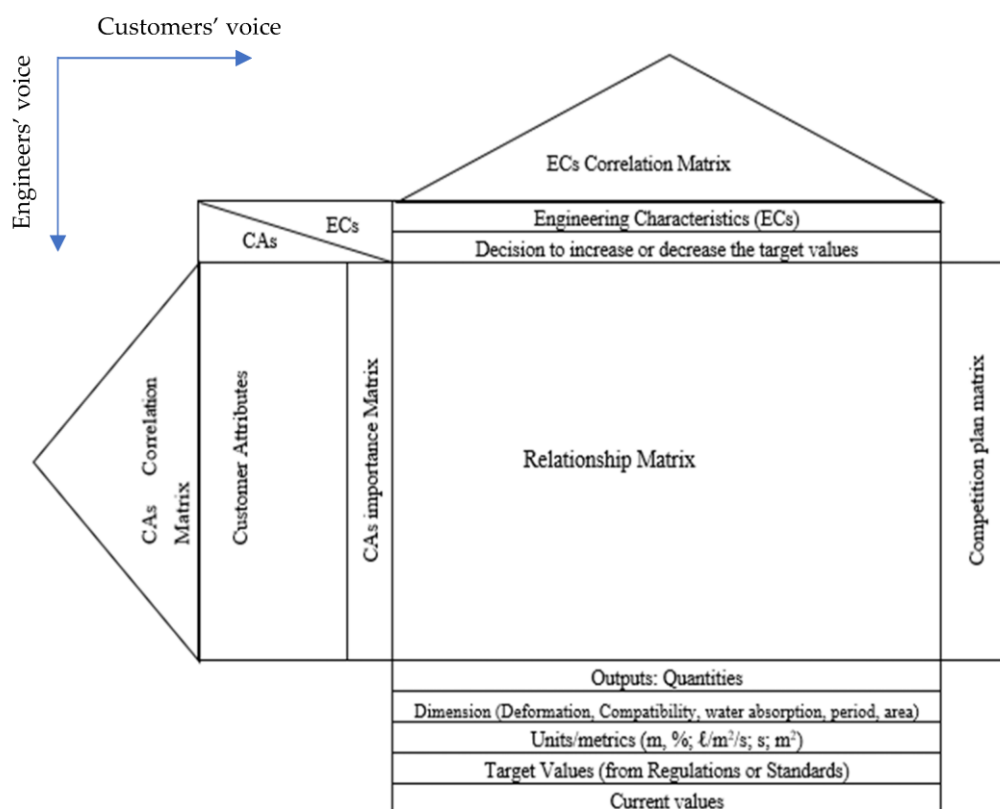 Customers’ voice
Engineers’ voice
ECs Correlation Matrix
ECs
CAs
Engineering Characteristics (ECs)
Decision to increase or decrease the target values
CAs Correlation
Matrix
Customer Attributes
CAs importance Matrix
Relationship Matrix
Competition plan matrix
Outputs: Quantities
Dimension (Deformation, Compatibility, water absorption, period, area)
Units/metrics (m, %; ℓ/m²/s; s; m²)
Target Values (from Regulations or Standards)
Current values